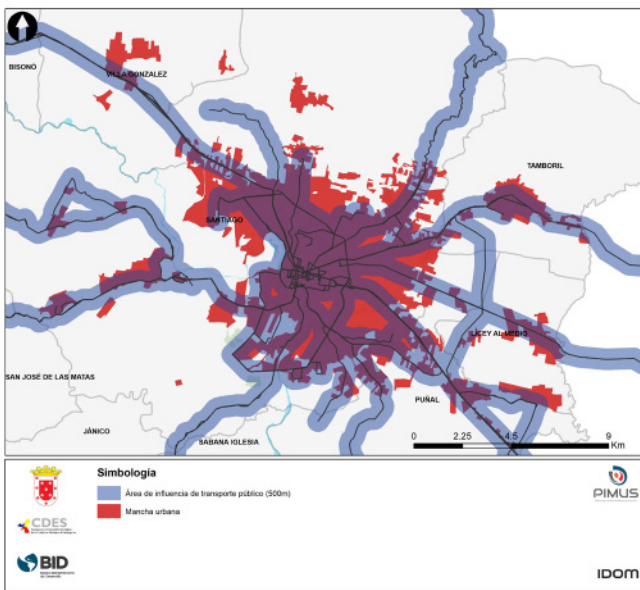 BISONÓ
VILLA GONZALEZ
TAMBORIL
SANTIAGO
LICEY AL MEDIO
SAN JOSÉ DE LAS MATAS
PUÑAL
JÁNICO
SABANA IGLESIA
0 2.25 4.5 9
Km
Simbología
Área de influencia de transporte público (500m)
Mancha urbana
PIMUS
CDES
BID
IDOM